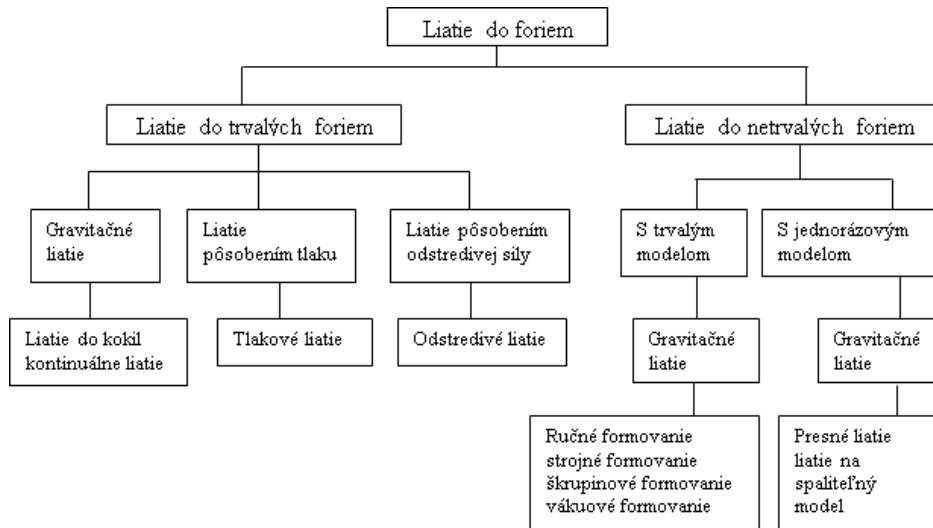 Liatie do foriem
Liatie do trvalých foriem
Liatie do netrvalých foriem
Gravitačné
liatie
Liatie
pôsobením tlaku
Liatie pôsobením
odstredivej sily
S trvalým
modelom
S jednorázovým
modelom
Liatie do kokil
kontinuálne liatie
Tlakové liatie
Odstredivé liatie
Gravitačné
liatie
Gravitačné
liatie
Ručné formovanie
strojné formovanie
škrupinové formovanie
vákuové formovanie
Presné liatie
liatie na
spaliteľný
model